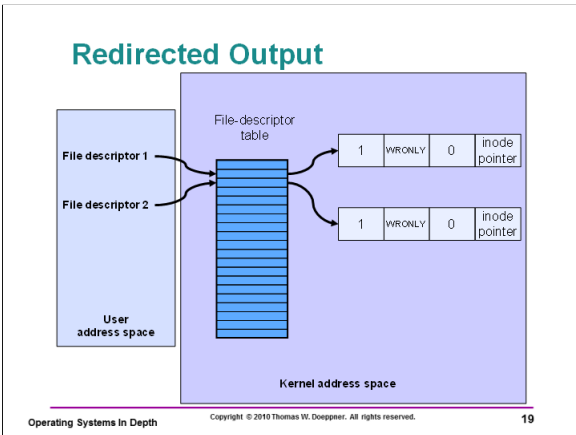 Redirected Output
File-descriptor
table
File descriptor 1
File descriptor 2
1 WRONLY 0 inode pointer
1 WRONLY 0 inode pointer
User
address space
Kernel address space
Operating Systems In Depth
Copyright © 2010 Thomas W. Doeppner. All rights reserved.
19